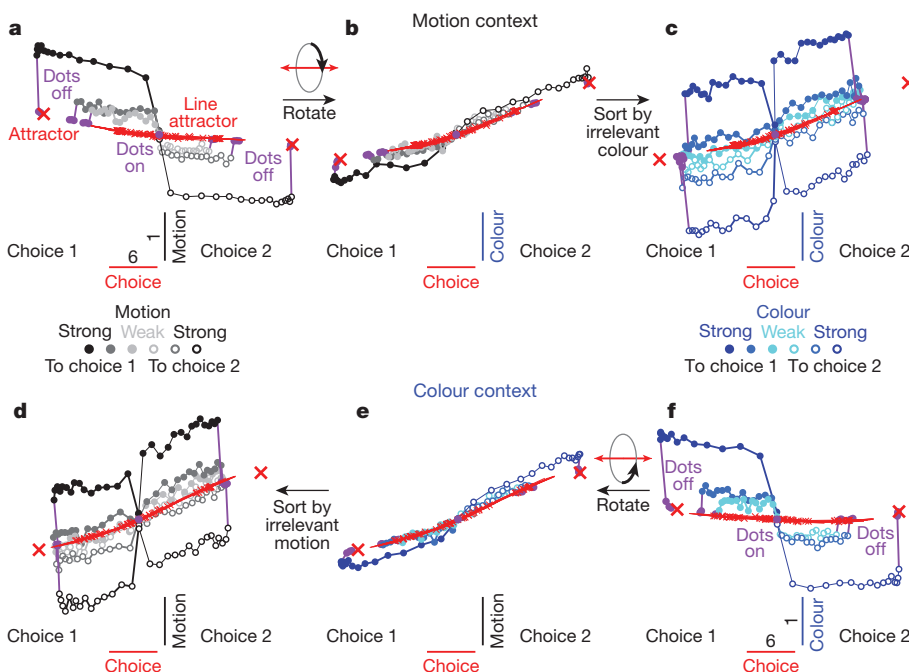 a
b
Motion context
c
Dots
off
Attractor
Line
attractor
Dots
on
Dots
off
Rotate
Sort by
irrelevant
colour
Choice 1
6
1
Motion
Choice 2
Choice
Choice 1
Colour
Choice 2
Choice
Choice 1
Colour
Choice 2
Choice
Motion
Strong Weak Strong
To choice 1 To choice 2
Colour
Strong Weak Strong
To choice 1 To choice 2
d
Colour context
e
f
Sort by
irrelevant
motion
Rotate
Dots
off
Dots
on
Dots
off
Choice 1
Motion
Choice 2
Choice
Choice 1
Motion
Choice 2
Choice
Choice 1
6
1
Colour
Choice 2
Choice